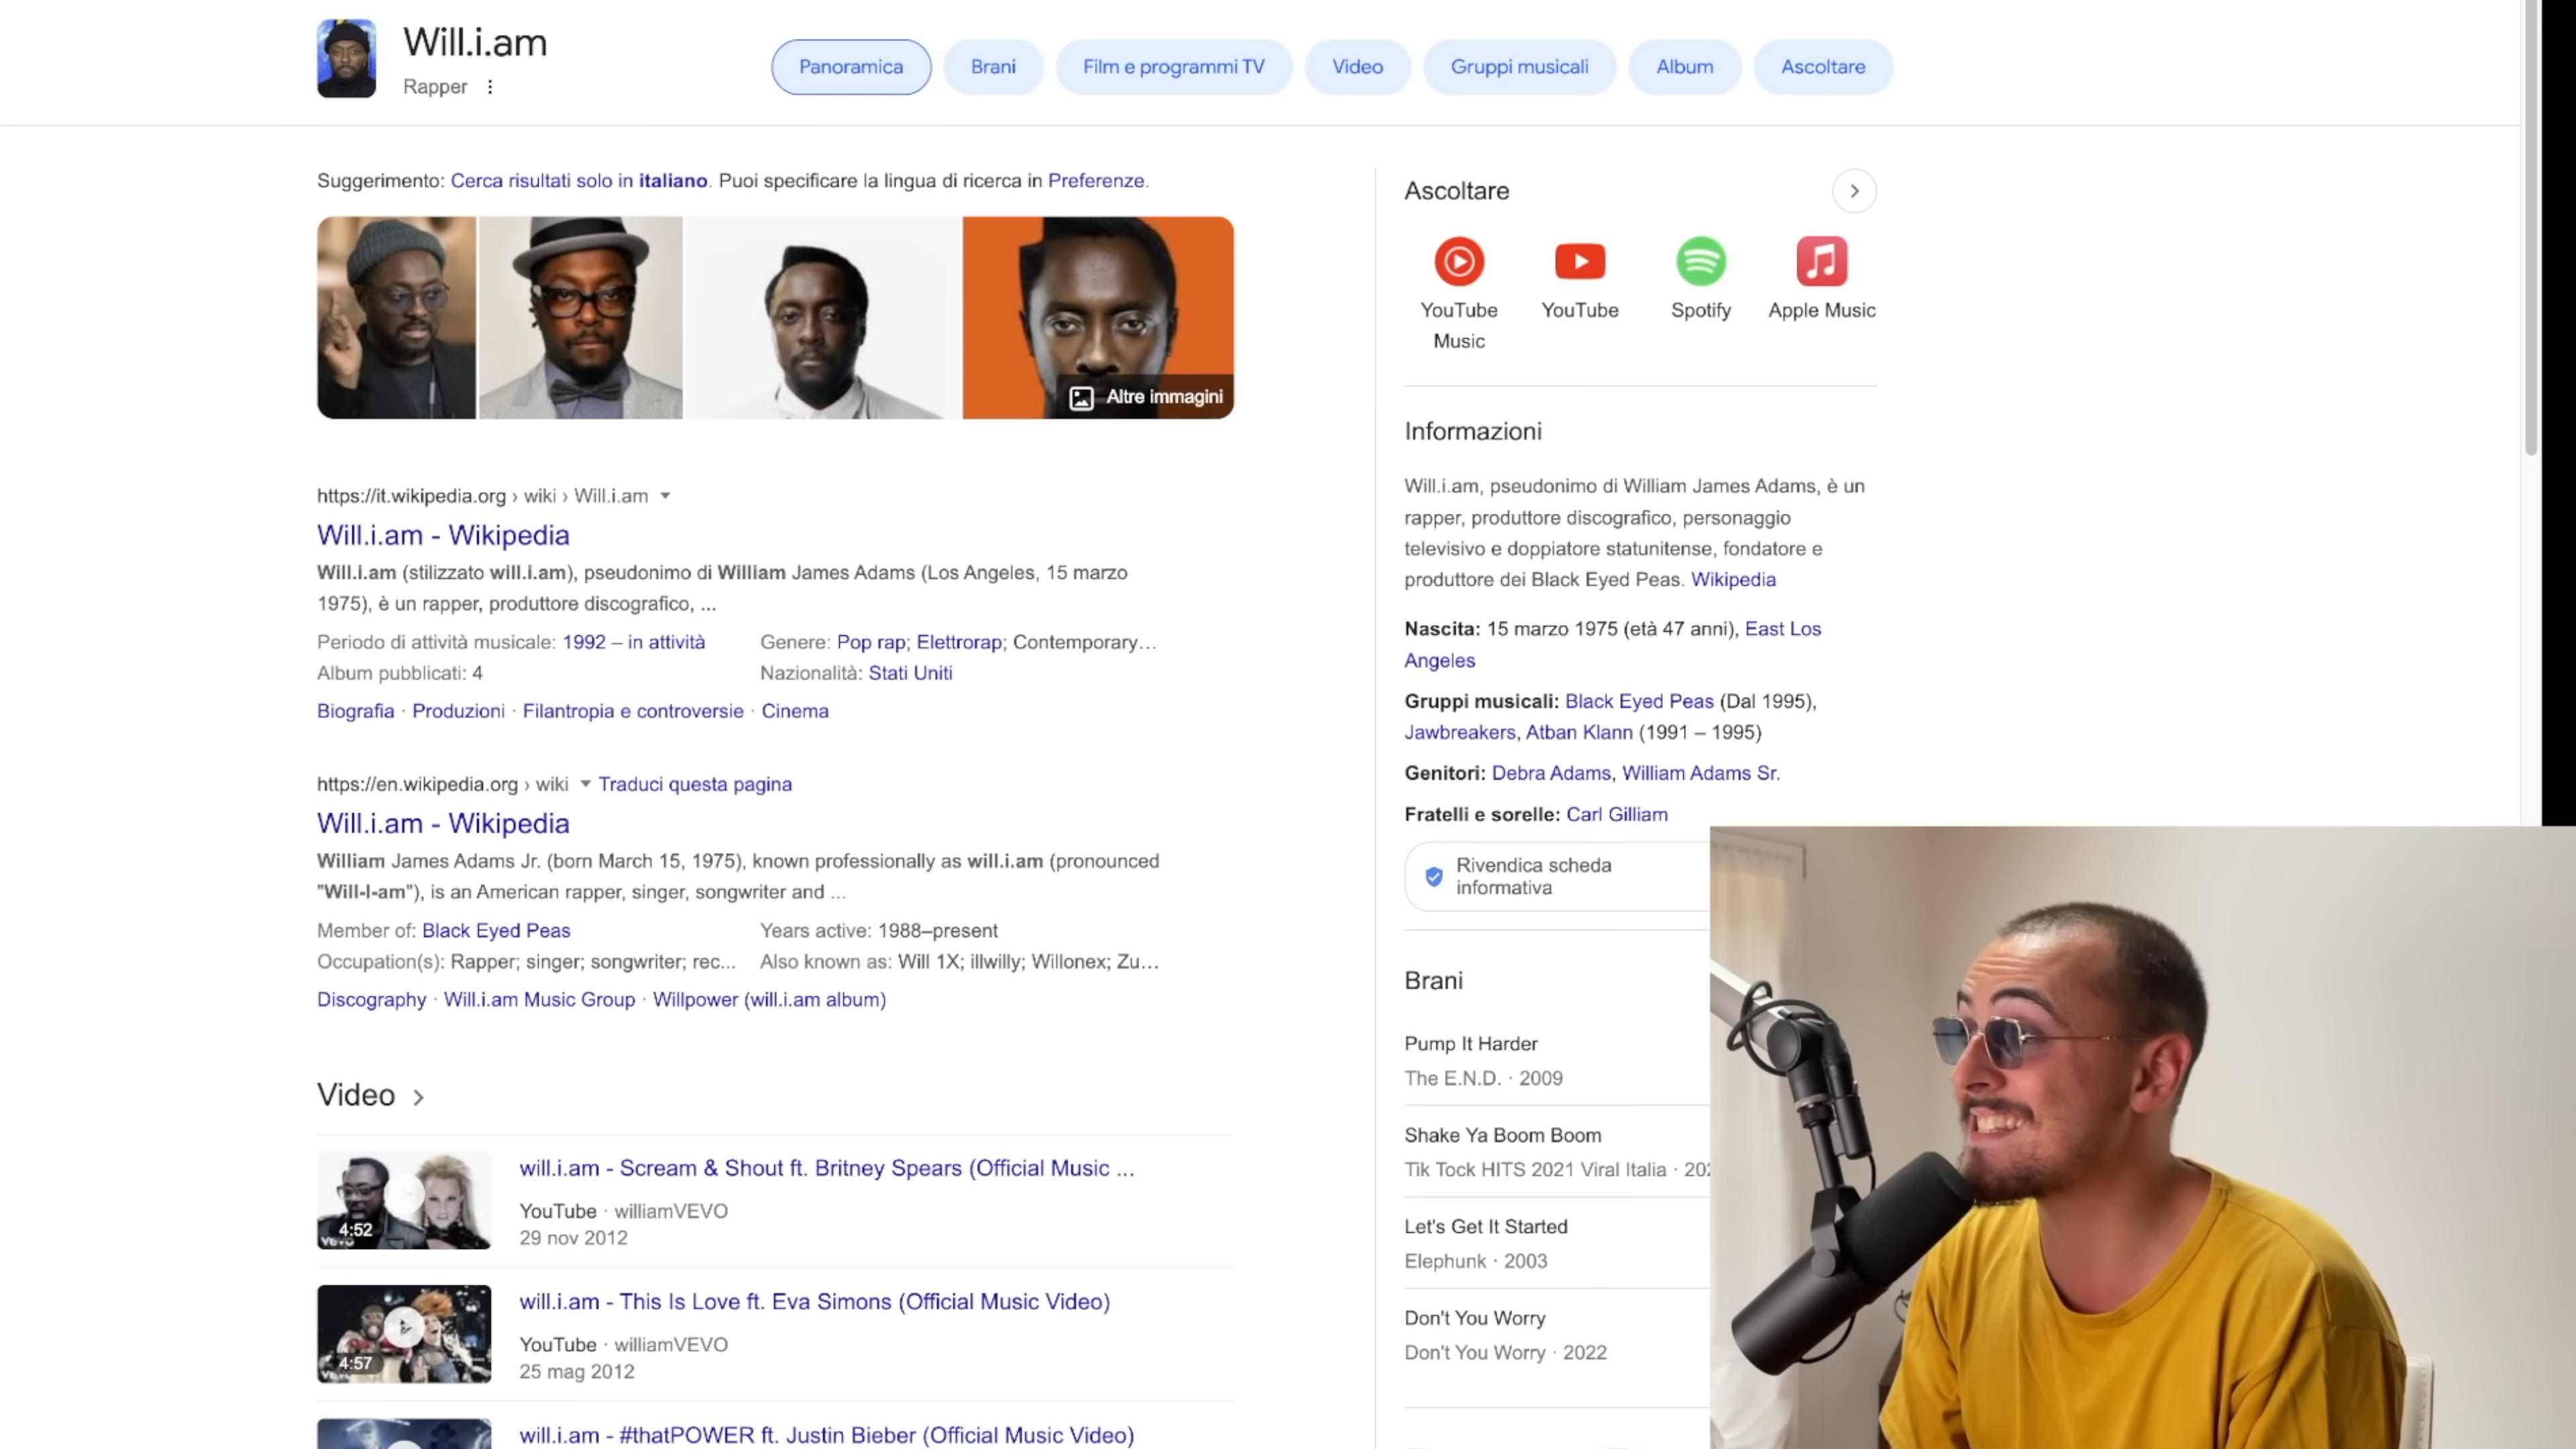 Will.i.am
Rapper
Panoramica
Brani
Film e programmi TV
Video
Gruppi musicali
Album
Ascoltare
Suggerimento: Cerca risultati solo in italiano. Puoi specificare la lingua di ricerca in Preferenze.
Altre immagini
https://it.wikipedia.org › wiki › Will.i.am
Will.i.am - Wikipedia
Will.i.am (stilizzato will.i.am), pseudonimo di William James Adams (Los Angeles, 15 marzo
1975), è un rapper, produttore discografico, ...
Periodo di attività musicale: 1992 – in attività
Genere: Pop rap; Elettrorap; Contemporary…
Album pubblicati: 4
Nazionalità: Stati Uniti
Biografia · Produzioni · Filantropia e controversie · Cinema
https://en.wikipedia.org › wiki
Traduci questa pagina
Will.i.am - Wikipedia
William James Adams Jr. (born March 15, 1975), known professionally as will.i.am (pronounced
"Will-I-am"), is an American rapper, singer, songwriter and ...
Member of: Black Eyed Peas
Years active: 1988–present
Occupation(s): Rapper; singer; songwriter; rec...
Also known as: Will 1X; illwilly; Willonex; Zu…
Discography · Will.i.am Music Group · Willpower (will.i.am album)
Video
will.i.am - Scream & Shout ft. Britney Spears (Official Music ...
YouTube · williamVEVO
29 nov 2012
4:52
will.i.am - This Is Love ft. Eva Simons (Official Music Video)
YouTube · williamVEVO
25 mag 2012
4:57
will.i.am - #thatPOWER ft. Justin Bieber (Official Music Video)
Ascoltare
YouTube
Music
YouTube
Spotify
Apple Music
Informazioni
Will.i.am, pseudonimo di William James Adams, è un
rapper, produttore discografico, personaggio
televisivo e doppiatore statunitense, fondatore e
produttore dei Black Eyed Peas. Wikipedia
Nascita: 15 marzo 1975 (età 47 anni), East Los
Angeles
Gruppi musicali: Black Eyed Peas (Dal 1995),
Jawbreakers, Atban Klann (1991 – 1995)
Genitori: Debra Adams, William Adams Sr.
Fratelli e sorelle: Carl Gilliam
Rivendica scheda
informativa
Brani
Pump It Harder
The E.N.D. · 2009
Shake Ya Boom Boom
Tik Tock HITS 2021 Viral Italia ·
Let's Get It Started
Elephunk · 2003
Don't You Worry
Don't You Worry · 2022